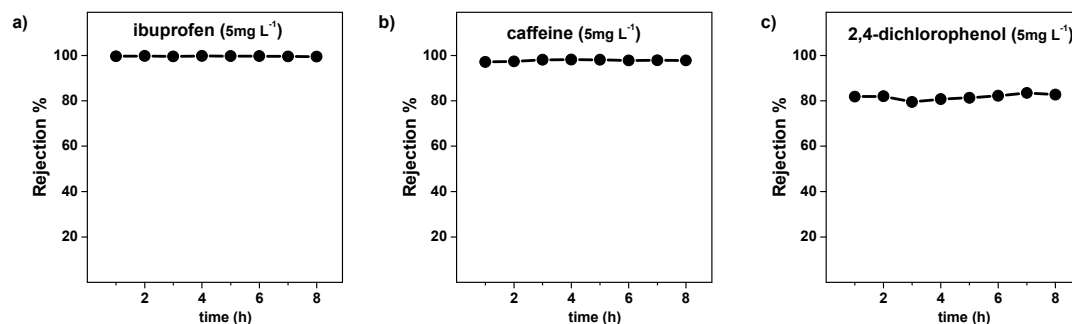 a)
ibuprofen (5mg L⁻¹)
Rejection %
100
80
60
40
20
2 4 6 8
time (h)
b)
caffeine (5mg L⁻¹)
Rejection %
100
80
60
40
20
2 4 6 8
time (h)
c)
2,4-dichlorophenol (5mg L⁻¹)
Rejection %
100
80
60
40
20
2 4 6 8
time (h)